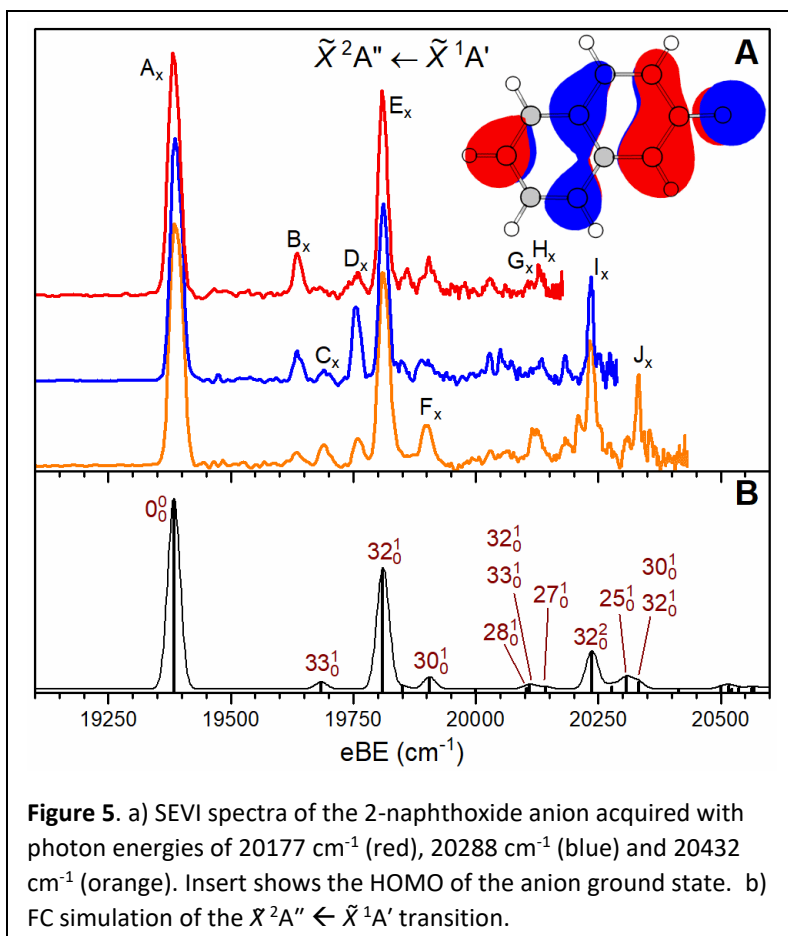 X̃ ²A" ← X̃ ¹A'
A
Aₓ
Eₓ
Bₓ
Dₓ
Cₓ
Fₓ
Gₓ
Hₓ
Iₓ
Jₓ
B
0⁰₀
33¹₀
32¹₀
30¹₀
32¹₀
33¹₀
28¹₀
27¹₀
32²₀
25¹₀
30¹₀
32¹₀
19250 19500 19750 20000 20250 20500
eBE (cm⁻¹)
Figure 5. a) SEVI spectra of the 2-naphthoxide anion acquired with
photon energies of 20177 cm⁻¹ (red), 20288 cm⁻¹ (blue) and 20432
cm⁻¹ (orange). Insert shows the HOMO of the anion ground state. b)
FC simulation of the X̃ ²A″ ← X̃ ¹A′ transition.